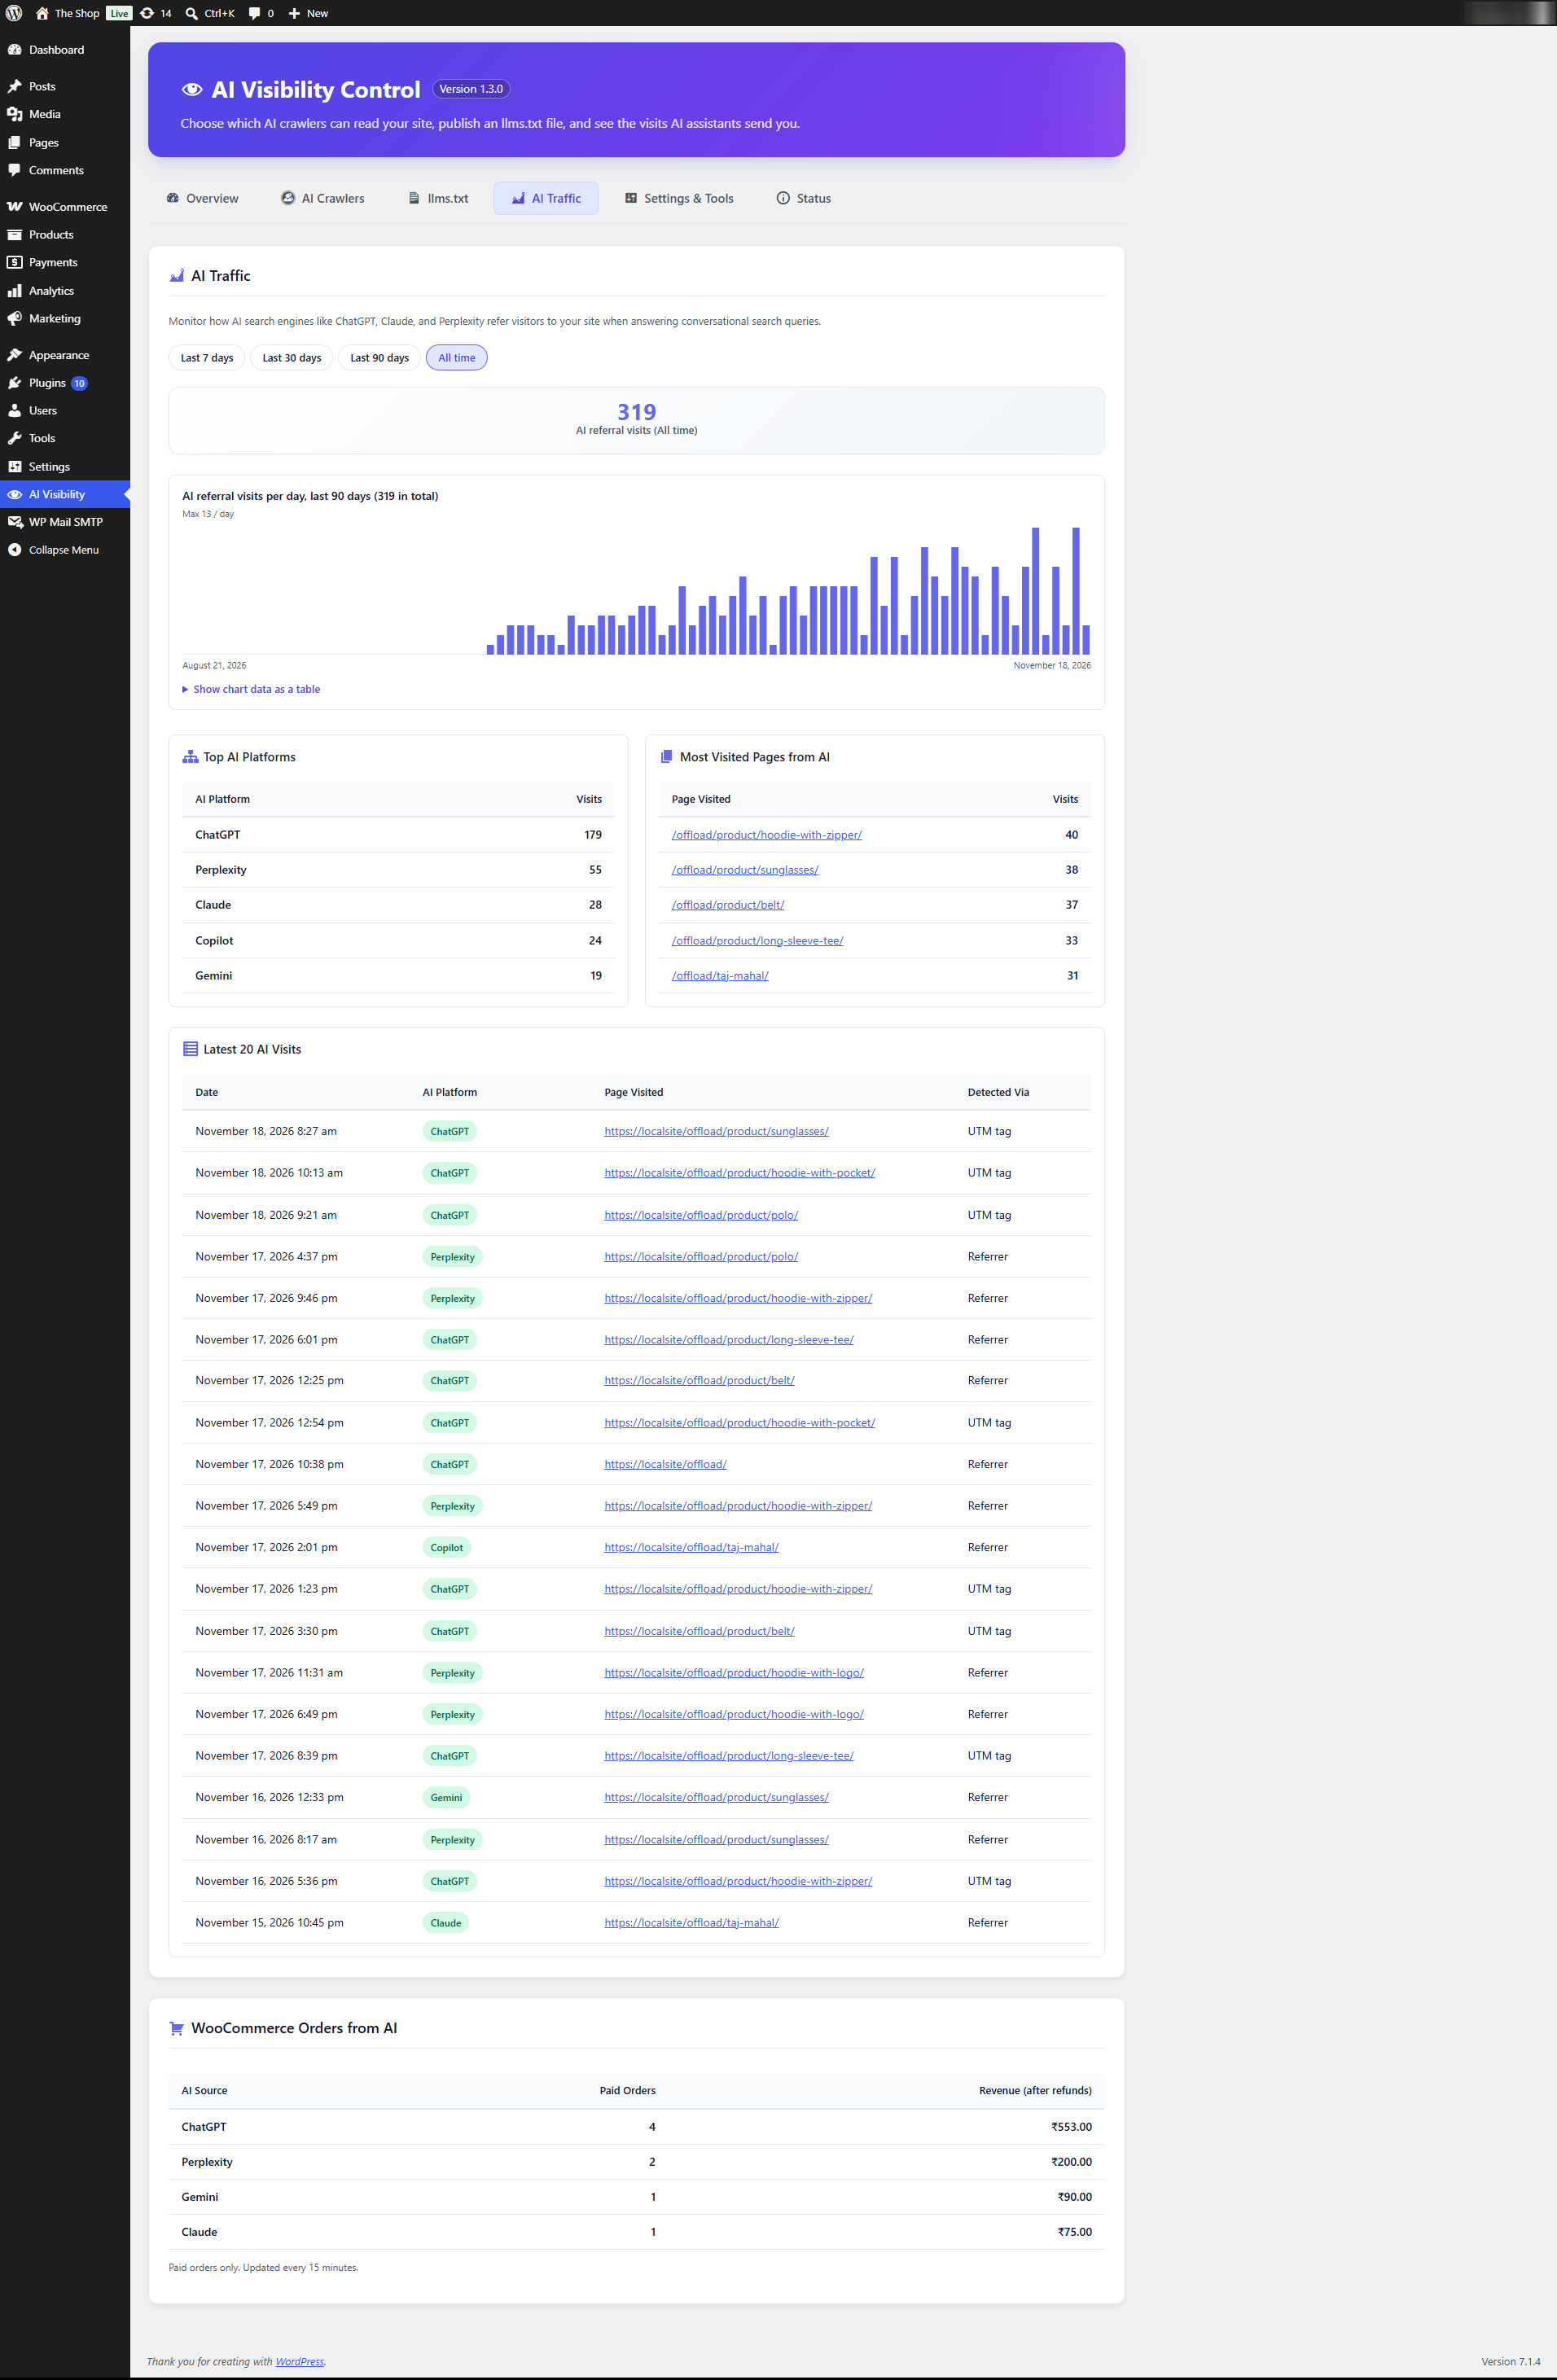 The Shop Live 14 Ctrl+K 0 New
Dashboard
Posts
Media
Pages
Comments
WooCommerce
Products
Payments
Analytics
Marketing
Appearance
Plugins 10
Users
Tools
Settings
AI Visibility
WP Mail SMTP
Collapse Menu
AI Visibility Control Version 1.3.0
Choose which AI crawlers can read your site, publish an llms.txt file, and see the visits AI assistants send you.
Overview AI Crawlers llms.txt AI Traffic Settings & Tools Status
AI Traffic
Monitor how AI search engines like ChatGPT, Claude, and Perplexity refer visitors to your site when answering conversational search queries.
Last 7 days Last 30 days Last 90 days All time
319
AI referral visits (All time)
AI referral visits per day, last 90 days (319 in total)
Max 13 / day
August 21, 2026 November 18, 2026
Show chart data as a table
Top AI Platforms
AI Platform Visits
ChatGPT 179
Perplexity 55
Claude 28
Copilot 24
Gemini 19
Most Visited Pages from AI
Page Visited Visits
/offload/product/hoodie-with-zipper/ 40
/offload/product/sunglasses/ 38
/offload/product/belt/ 37
/offload/product/long-sleeve-tee/ 33
/offload/taj-mahal/ 31
Latest 20 AI Visits
Date AI Platform Page Visited Detected Via
November 18, 2026 8:27 am ChatGPT https://localsite/offload/product/sunglasses/ UTM tag
November 18, 2026 10:13 am ChatGPT https://localsite/offload/product/hoodie-with-pocket/ UTM tag
November 18, 2026 9:21 am ChatGPT https://localsite/offload/product/polo/ UTM tag
November 17, 2026 4:37 pm Perplexity https://localsite/offload/product/polo/ Referrer
November 17, 2026 9:46 pm Perplexity https://localsite/offload/product/hoodie-with-zipper/ Referrer
November 17, 2026 6:01 pm ChatGPT https://localsite/offload/product/long-sleeve-tee/ Referrer
November 17, 2026 12:25 pm ChatGPT https://localsite/offload/product/belt/ Referrer
November 17, 2026 12:54 pm ChatGPT https://localsite/offload/product/hoodie-with-pocket/ UTM tag
November 17, 2026 10:38 pm ChatGPT https://localsite/offload/ Referrer
November 17, 2026 5:49 pm Perplexity https://localsite/offload/product/hoodie-with-zipper/ Referrer
November 17, 2026 2:01 pm Copilot https://localsite/offload/taj-mahal/ Referrer
November 17, 2026 1:23 pm ChatGPT https://localsite/offload/product/hoodie-with-zipper/ UTM tag
November 17, 2026 3:30 pm ChatGPT https://localsite/offload/product/belt/ UTM tag
November 17, 2026 11:31 am Perplexity https://localsite/offload/product/hoodie-with-logo/ Referrer
November 17, 2026 6:49 pm Perplexity https://localsite/offload/product/hoodie-with-logo/ Referrer
November 17, 2026 8:39 pm ChatGPT https://localsite/offload/product/long-sleeve-tee/ UTM tag
November 16, 2026 12:33 pm Gemini https://localsite/offload/product/sunglasses/ Referrer
November 16, 2026 8:17 am Perplexity https://localsite/offload/product/sunglasses/ Referrer
November 16, 2026 5:36 pm ChatGPT https://localsite/offload/product/hoodie-with-zipper/ UTM tag
November 15, 2026 10:45 pm Claude https://localsite/offload/taj-mahal/ Referrer
WooCommerce Orders from AI
AI Source Paid Orders Revenue (after refunds)
ChatGPT 4 ₹553.00
Perplexity 2 ₹200.00
Gemini 1 ₹90.00
Claude 1 ₹75.00
Paid orders only. Updated every 15 minutes.
Thank you for creating with WordPress. Version 7.1.4